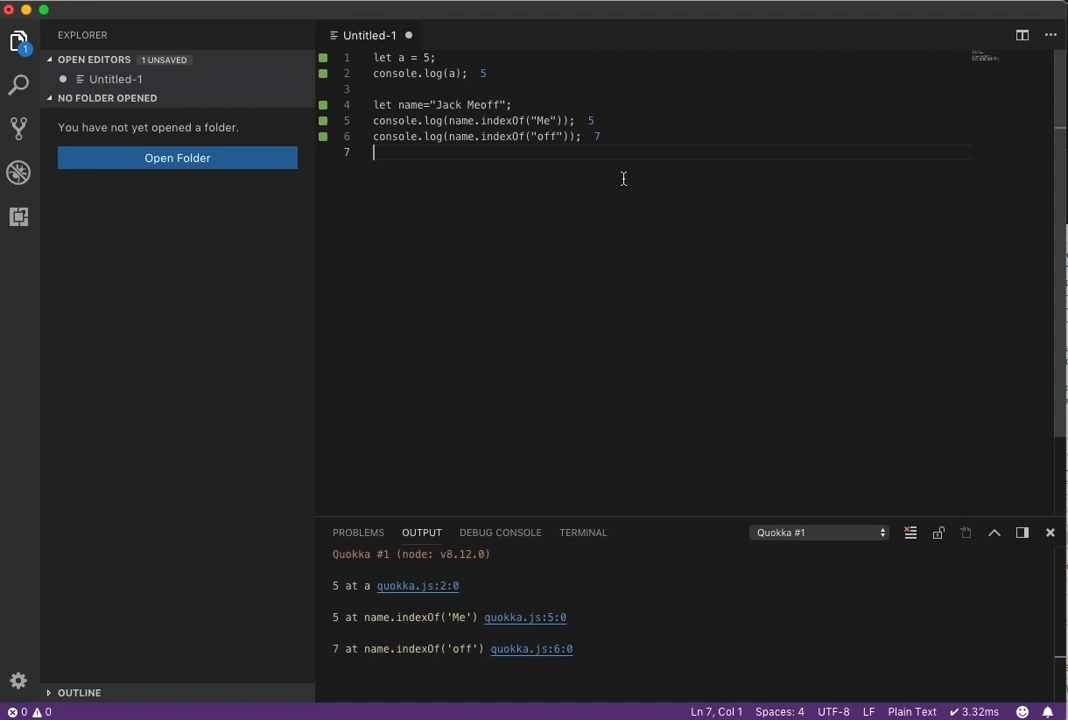 EXPLORER
OPEN EDITORS 1 UNSAVED
Untitled-1
NO FOLDER OPENED
You have not yet opened a folder.
Open Folder
OUTLINE
1
Untitled-1
1 let a = 5;
2 console.log(a); 5
3
4 let name="Jack Meoff";
5 console.log(name.indexOf("Me")); 5
6 console.log(name.indexOf("off")); 7
7
PROBLEMS OUTPUT DEBUG CONSOLE TERMINAL Quokka #1
Quokka #1 (node: v8.12.0)
5 at a quokka.js:2:0
5 at name.indexOf('Me') quokka.js:5:0
7 at name.indexOf('off') quokka.js:6:0
0 0 Ln 7, Col 1 Spaces: 4 UTF-8 LF Plain Text ✔ 3.32ms